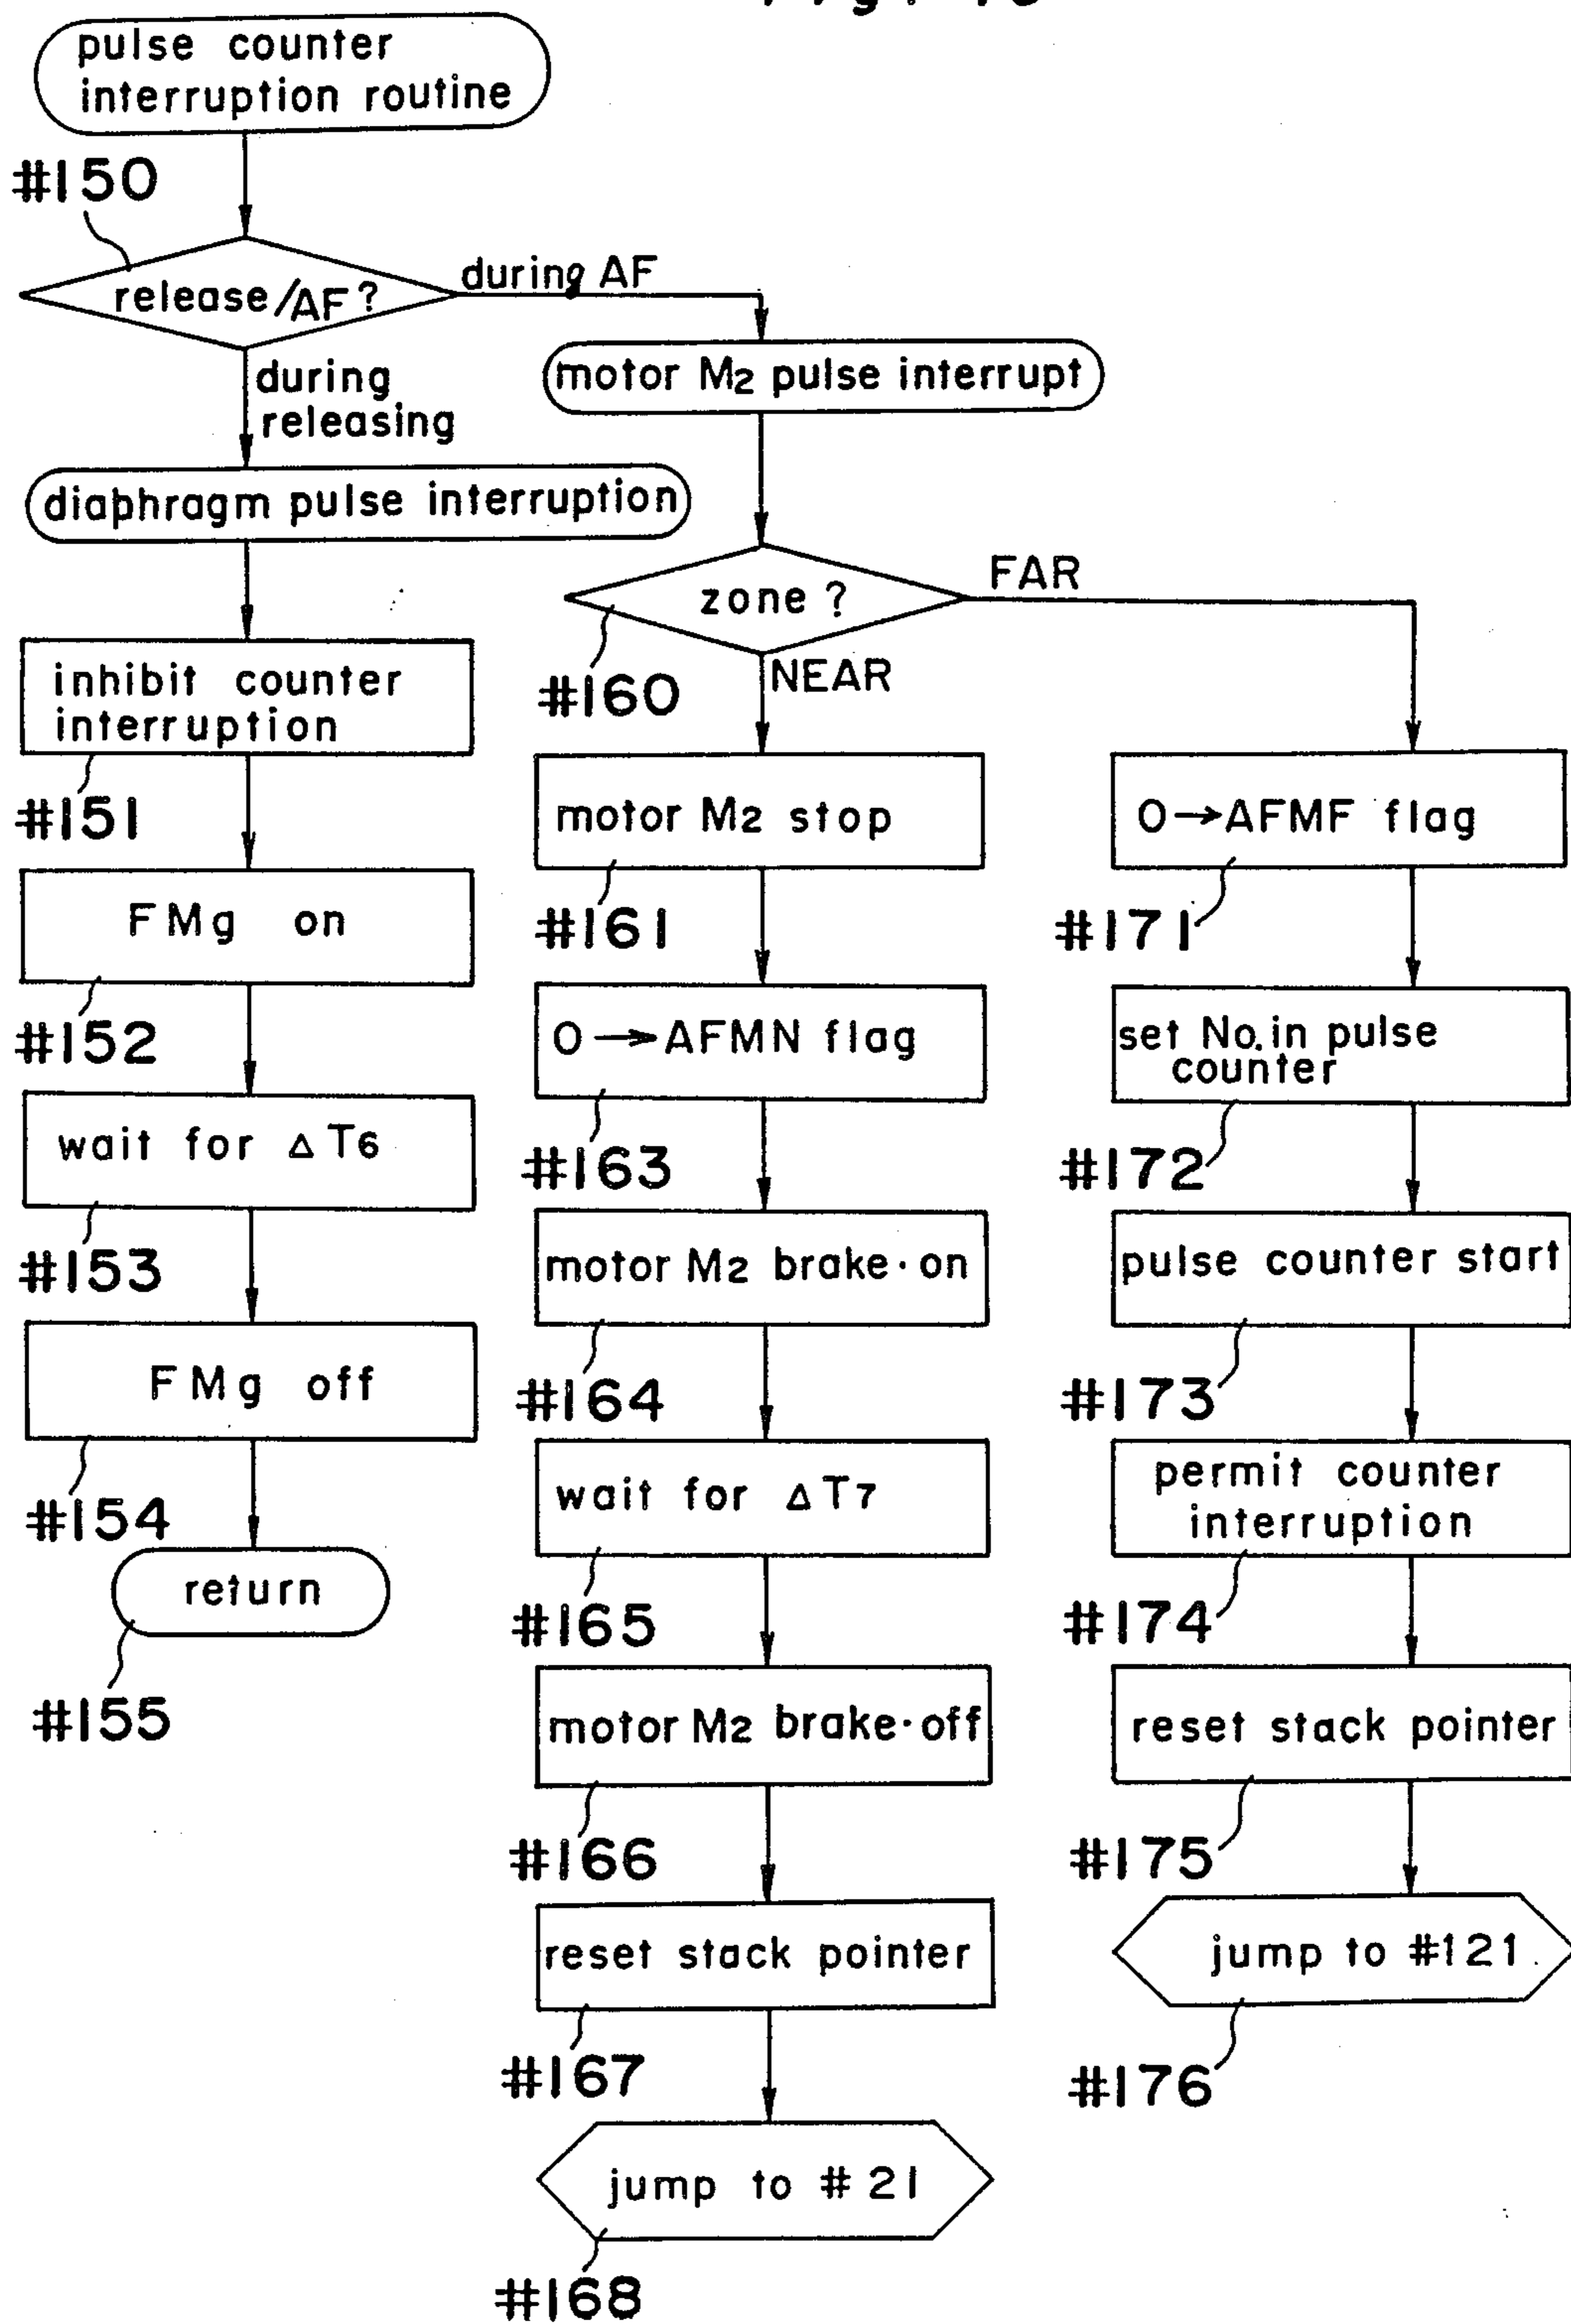 pulse counter
interruption routine
#150
release/AF?
during AF
during
releasing
motor M2 pulse interrupt
diaphragm pulse interruption
zone ?
FAR
NEAR
#160
inhibit counter
interruption
#151
FMg on
#152
wait for ΔT6
#153
FMg off
#154
return
#155
motor M2 stop
#161
0→AFMN flag
#163
motor M2 brake·on
#164
wait for ΔT7
#165
motor M2 brake·off
#166
reset stack pointer
#167
jump to #21
#168
0→AFMF flag
#171
set No. in pulse
counter
#172
pulse counter start
#173
permit counter
interruption
#174
reset stack pointer
#175
jump to #121
#176